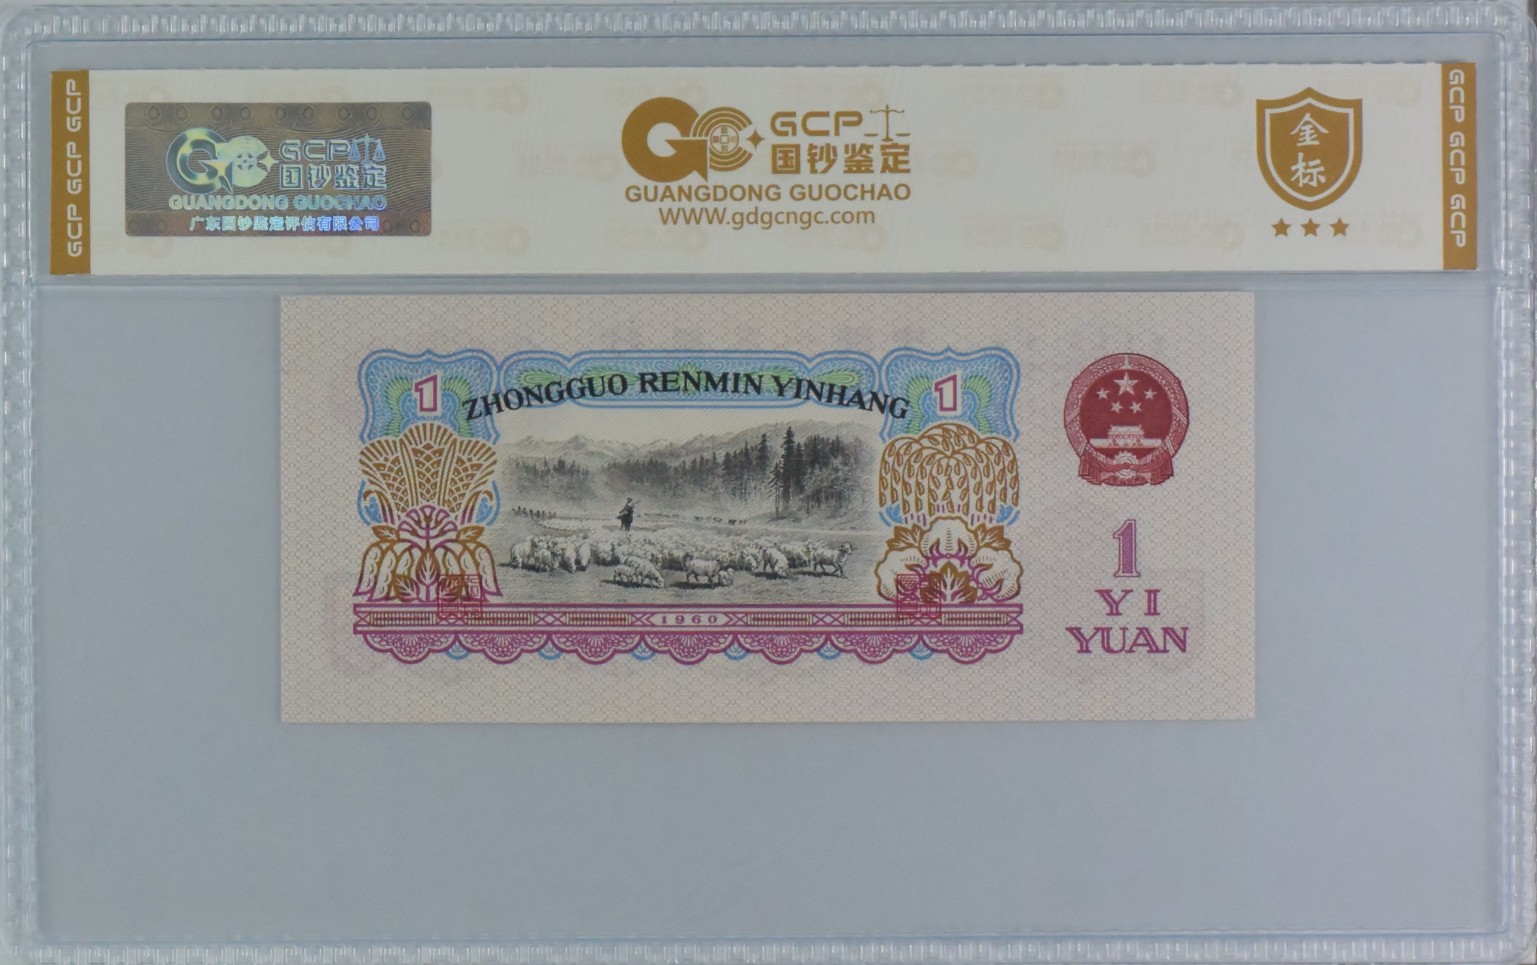 GCP GCP GCP
GCP
国钞鉴定
GUANGDONG GUOCHAO
广东国钞鉴定评估有限公司
GCP
国钞鉴定
GUANGDONG GUOCHAO
WWW.gdgcngc.com
金
标
GCP GCP GCP
1
ZHONGGUO RENMIN YINHANG
1
1960
1
YI
YUAN